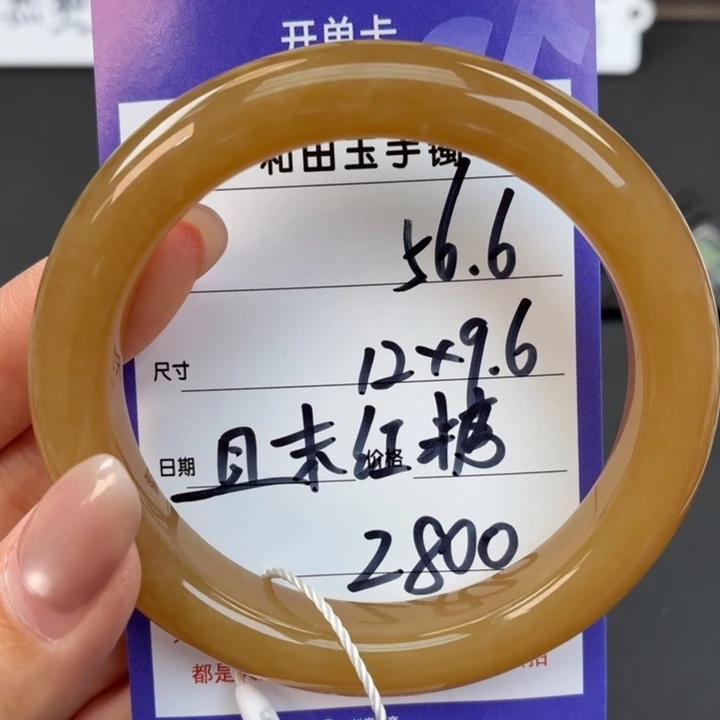 开单卡
和田玉手镯
56.6
尺寸 12×9.6
日期 且末红糖 价格
2800
都是